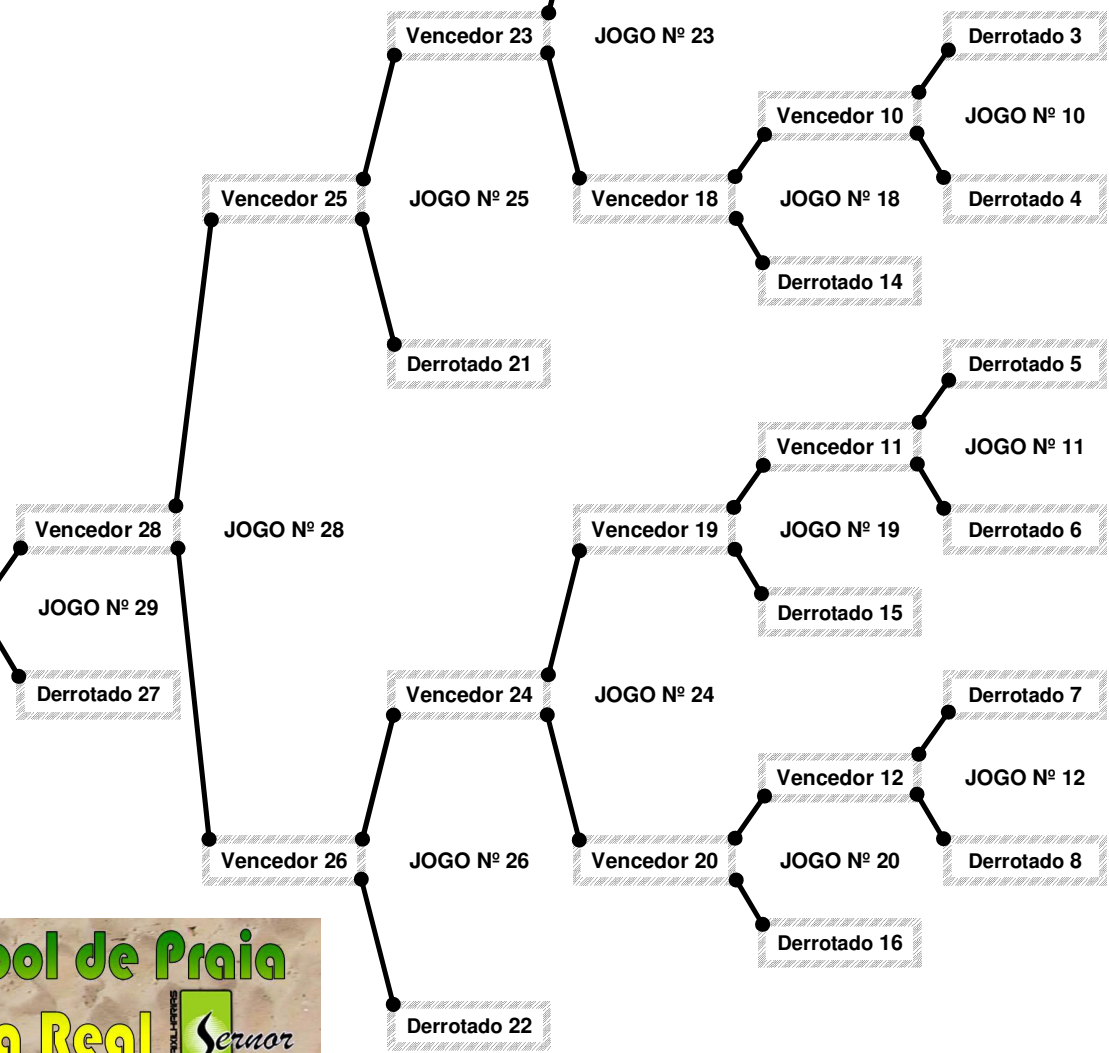 Vencedor 23
JOGO Nº 23
Derrotado 3
Vencedor 10
JOGO Nº 10
Vencedor 25
JOGO Nº 25
Vencedor 18
JOGO Nº 18
Derrotado 4
Derrotado 14
Derrotado 21
Derrotado 5
Vencedor 11
JOGO Nº 11
Vencedor 28
JOGO Nº 28
Vencedor 19
JOGO Nº 19
Derrotado 6
JOGO Nº 29
Derrotado 15
Derrotado 27
Vencedor 24
JOGO Nº 24
Derrotado 7
Vencedor 12
JOGO Nº 12
Vencedor 26
JOGO Nº 26
Vencedor 20
JOGO Nº 20
Derrotado 8
Derrotado 16
Derrotado 22
de Praia
Real
Sernor